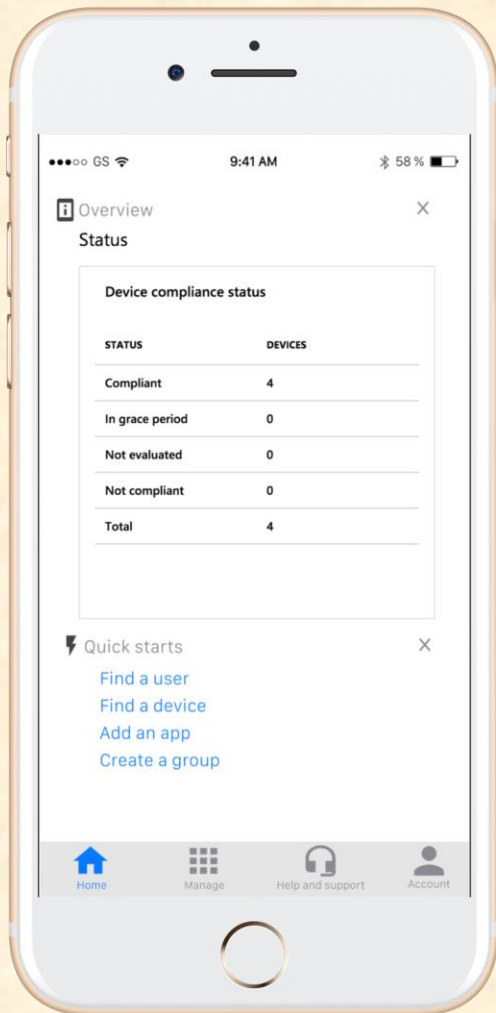 ●●●○○ GS 9:41 AM 58 %
Overview X
Status
Device compliance status
STATUS DEVICES
Compliant 4
In grace period 0
Not evaluated 0
Not compliant 0
Total 4
Quick starts X
Find a user
Find a device
Add an app
Create a group
Home Manage Help and support Account